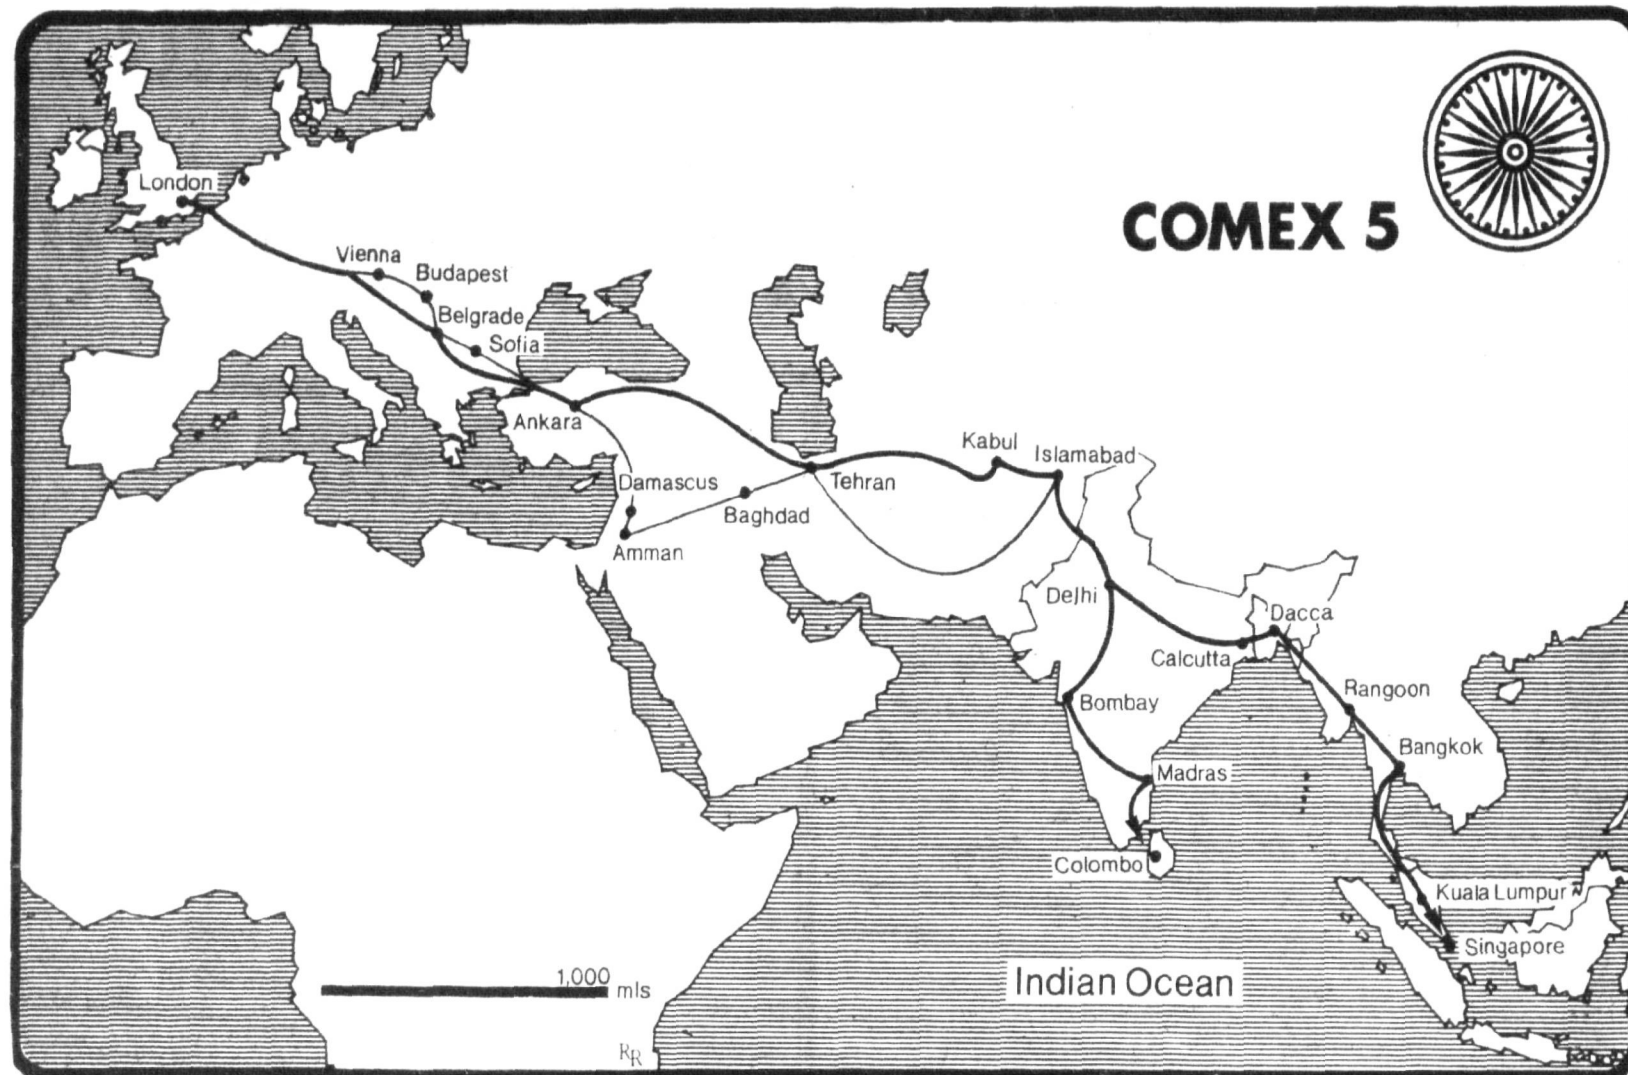 London
COMEX 5
Vienna
Budapest
Belgrade
Sofia
Ankara
Kabul
Islamabad
Tehran
Damascus
Baghdad
Amman
Delhi
Dacca
Calcutta
Rangoon
Bombay
Bangkok
Madras
Colombo
Kuala Lumpur
Singapore
Indian Ocean
1,000 mls
RR